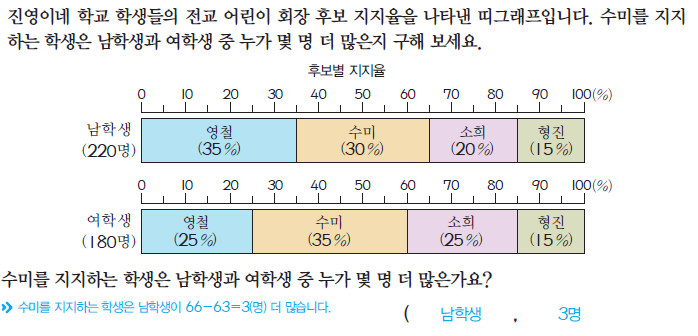 진영이네 학교 학생들의 전교 어린이 회장 후보 지지율을 나타낸 띠그래프입니다. 수미를 지지
하는 학생은 남학생과 여학생 중 누가 몇 명 더 많은지 구해 보세요.
후보별 지지율
0 10 20 30 40 50 60 70 80 90 100(%)
남학생 영철 수미 소희 형진
(220명) (35%) (30%) (20%) (15%)
0 10 20 30 40 50 60 70 80 90 100(%)
여학생 영철 수미 소희 형진
(180명) (25%) (35%) (25%) (15%)
수미를 지지하는 학생은 남학생과 여학생 중 누가 몇 명 더 많은가요?
수미를 지지하는 학생은 남학생이 66-63=3(명) 더 많습니다.
( 남학생 , 3명